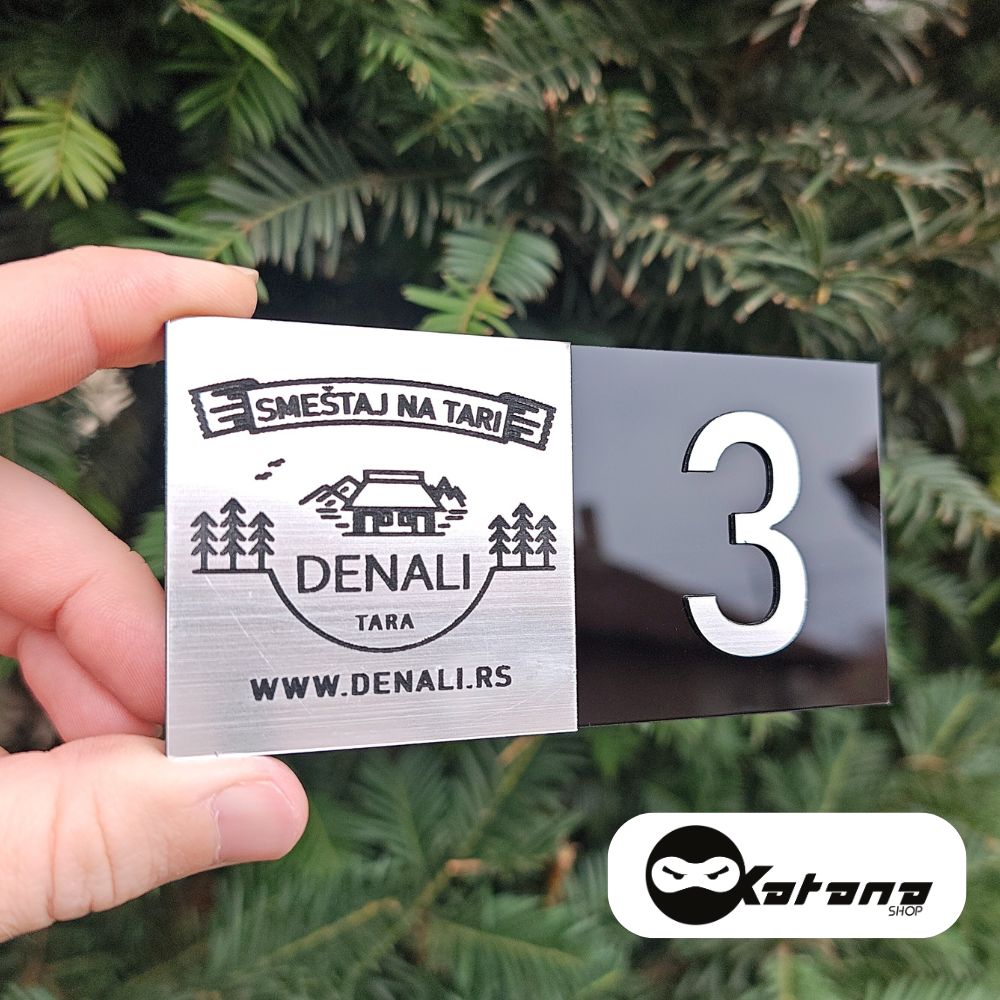 SMEŠTAJ NA TARI
DENALI
TARA
WWW.DENALI.RS
3
Katana
SHOP